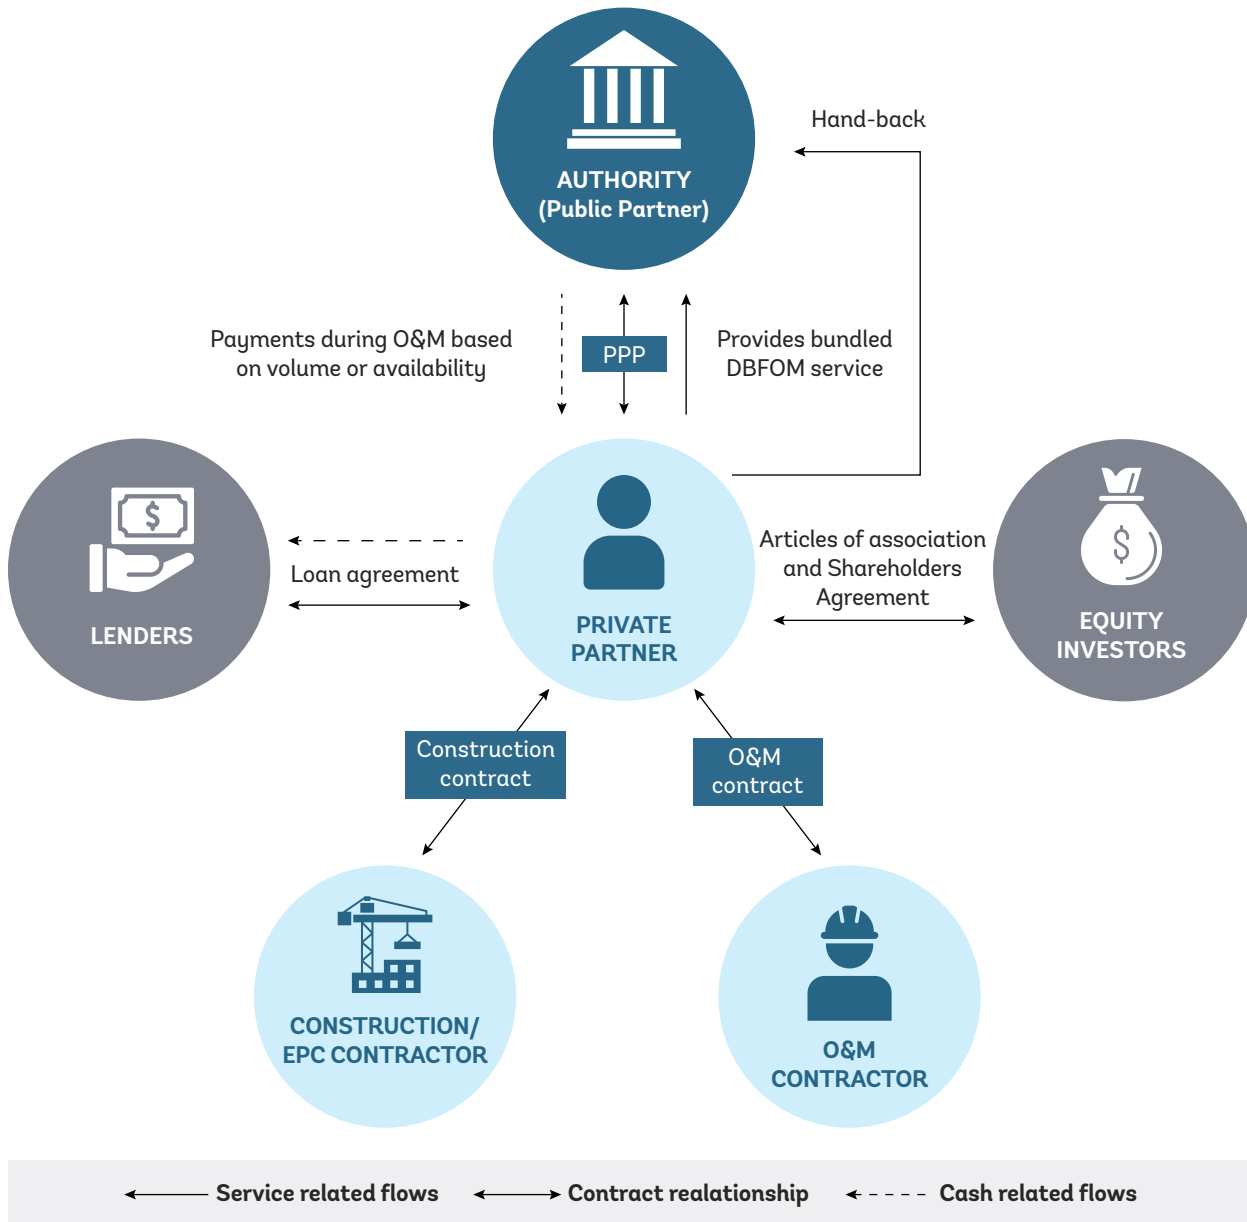 Hand-back
AUTHORITY
(Public Partner)
Payments during O&M based
on volume or availability
PPP
Provides bundled
DBFOM service
$
LENDERS
Loan agreement
PRIVATE
PARTNER
Articles of association
and Shareholders
Agreement
$
EQUITY
INVESTORS
Construction
contract
O&M
contract
CONSTRUCTION/
EPC CONTRACTOR
O&M
CONTRACTOR
Service related flows
Contract realationship
Cash related flows